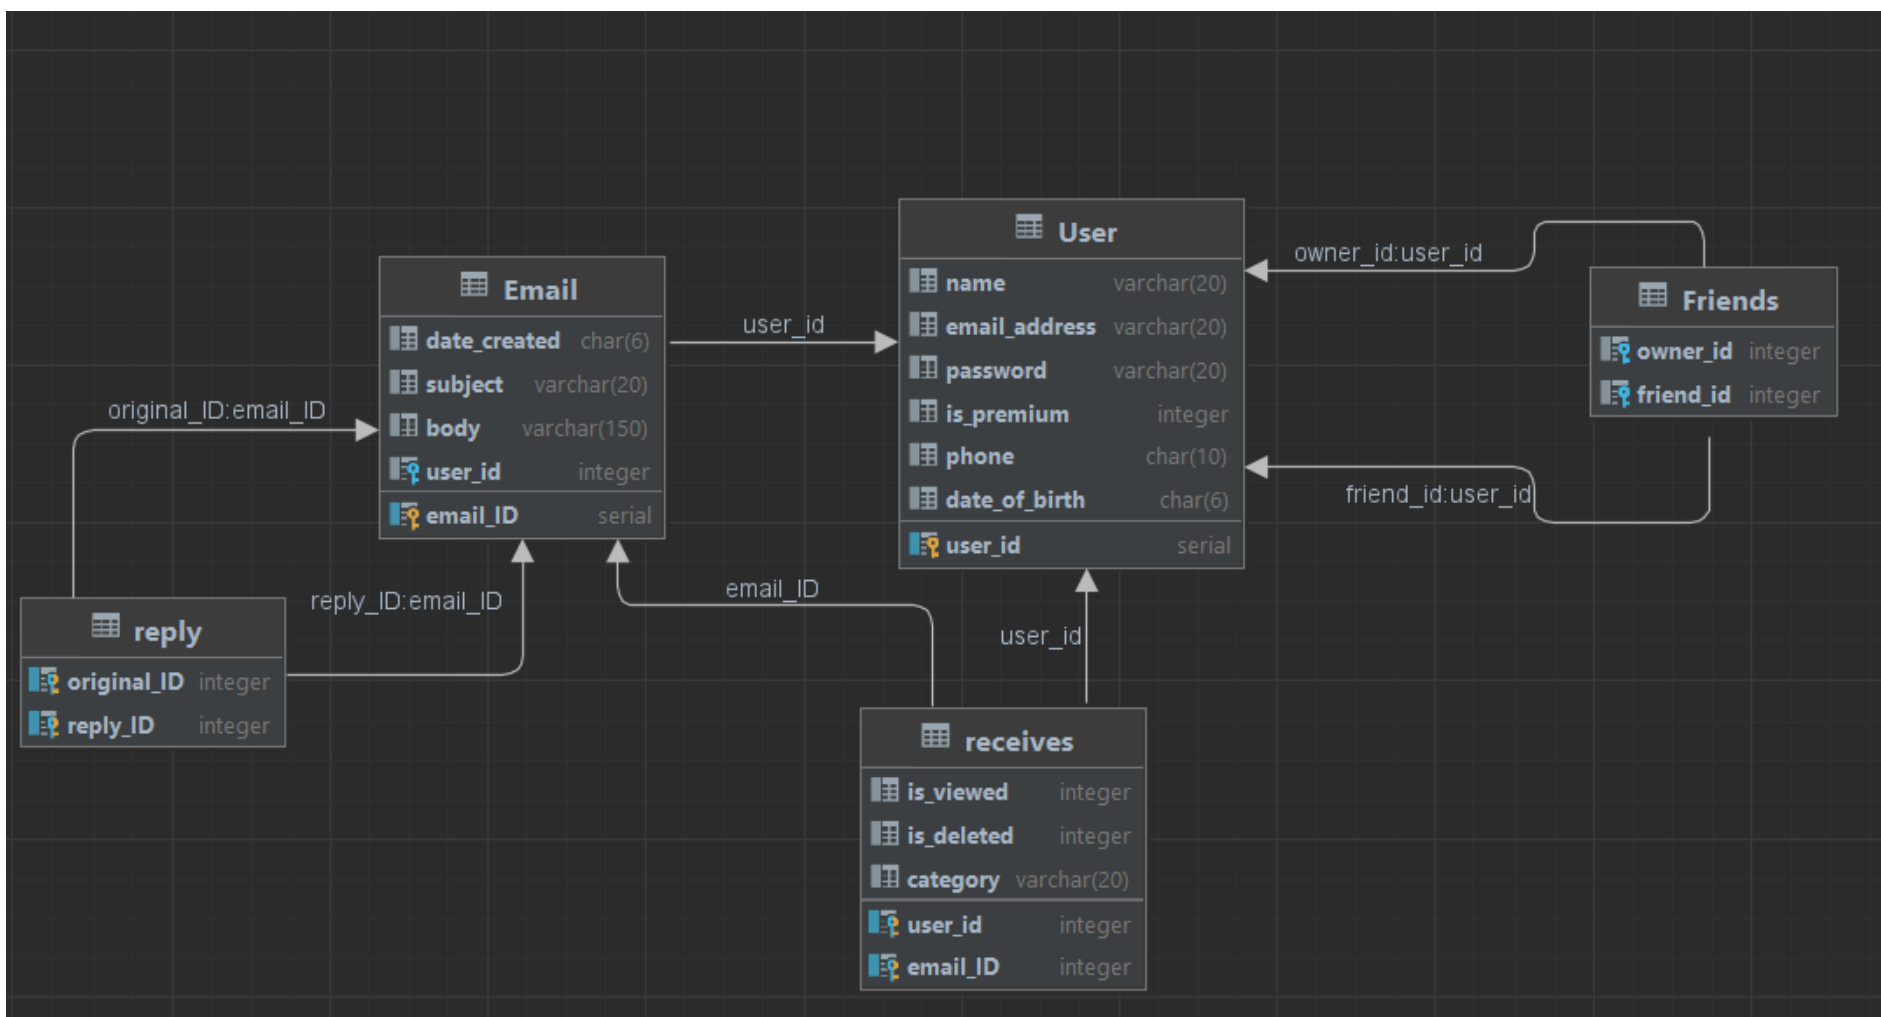 User
name varchar(20)
email_address varchar(20)
password varchar(20)
is_premium integer
phone char(10)
date_of_birth char(6)
user_id serial
Email
date_created char(6)
subject varchar(20)
body varchar(150)
user_id integer
email_ID serial
Friends
owner_id integer
friend_id integer
reply
original_ID integer
reply_ID integer
receives
is_viewed integer
is_deleted integer
category varchar(20)
user_id integer
email_ID integer
owner_id:user_id
friend_id:user_id
user_id
original_ID:email_ID
reply_ID:email_ID
email_ID
user_id